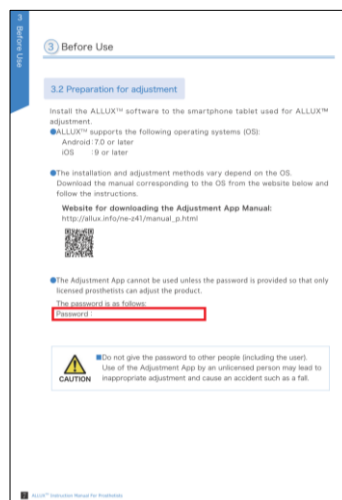 3
Before Use
3 Before Use
3.2 Preparation for adjustment
Install the ALLUX™ software to the smartphone tablet used for ALLUX™
adjustment.
●ALLUX™ supports the following operating systems (OS):
Android : 7.0 or later
iOS : 9 or later
●The installation and adjustment methods vary depending on the OS.
Download the manual corresponding to the OS from the website below and
follow the instructions.
Website for downloading the Adjustment App Manual:
http://allux.info/ne-z41/manual_p.html
●The Adjustment App cannot be used unless the password is provided so that only
licensed prosthetists can adjust the product.
The password is as follows:
Password :
CAUTION
■Do not give the password to other people (including the user).
Use of the Adjustment App by an unlicensed person may lead to
inappropriate adjustment and cause an accident such as a fall.
ALLUX™ Instruction Manual for Prosthetists